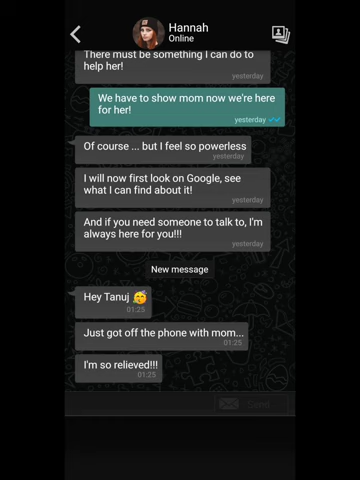 Hannah
Online
There must be something I can do to
help her!
yesterday
We have to show mom now we're here
for her!
yesterday
Of course ... but I feel so powerless
yesterday
I will now first look on Google, see
what I can find about it!
yesterday
And if you need someone to talk to, I'm
always here for you!!!
yesterday
New message
Hey Tanuj 🥳
01:25
Just got off the phone with mom...
01:25
I'm so relieved!!!
01:25
Send